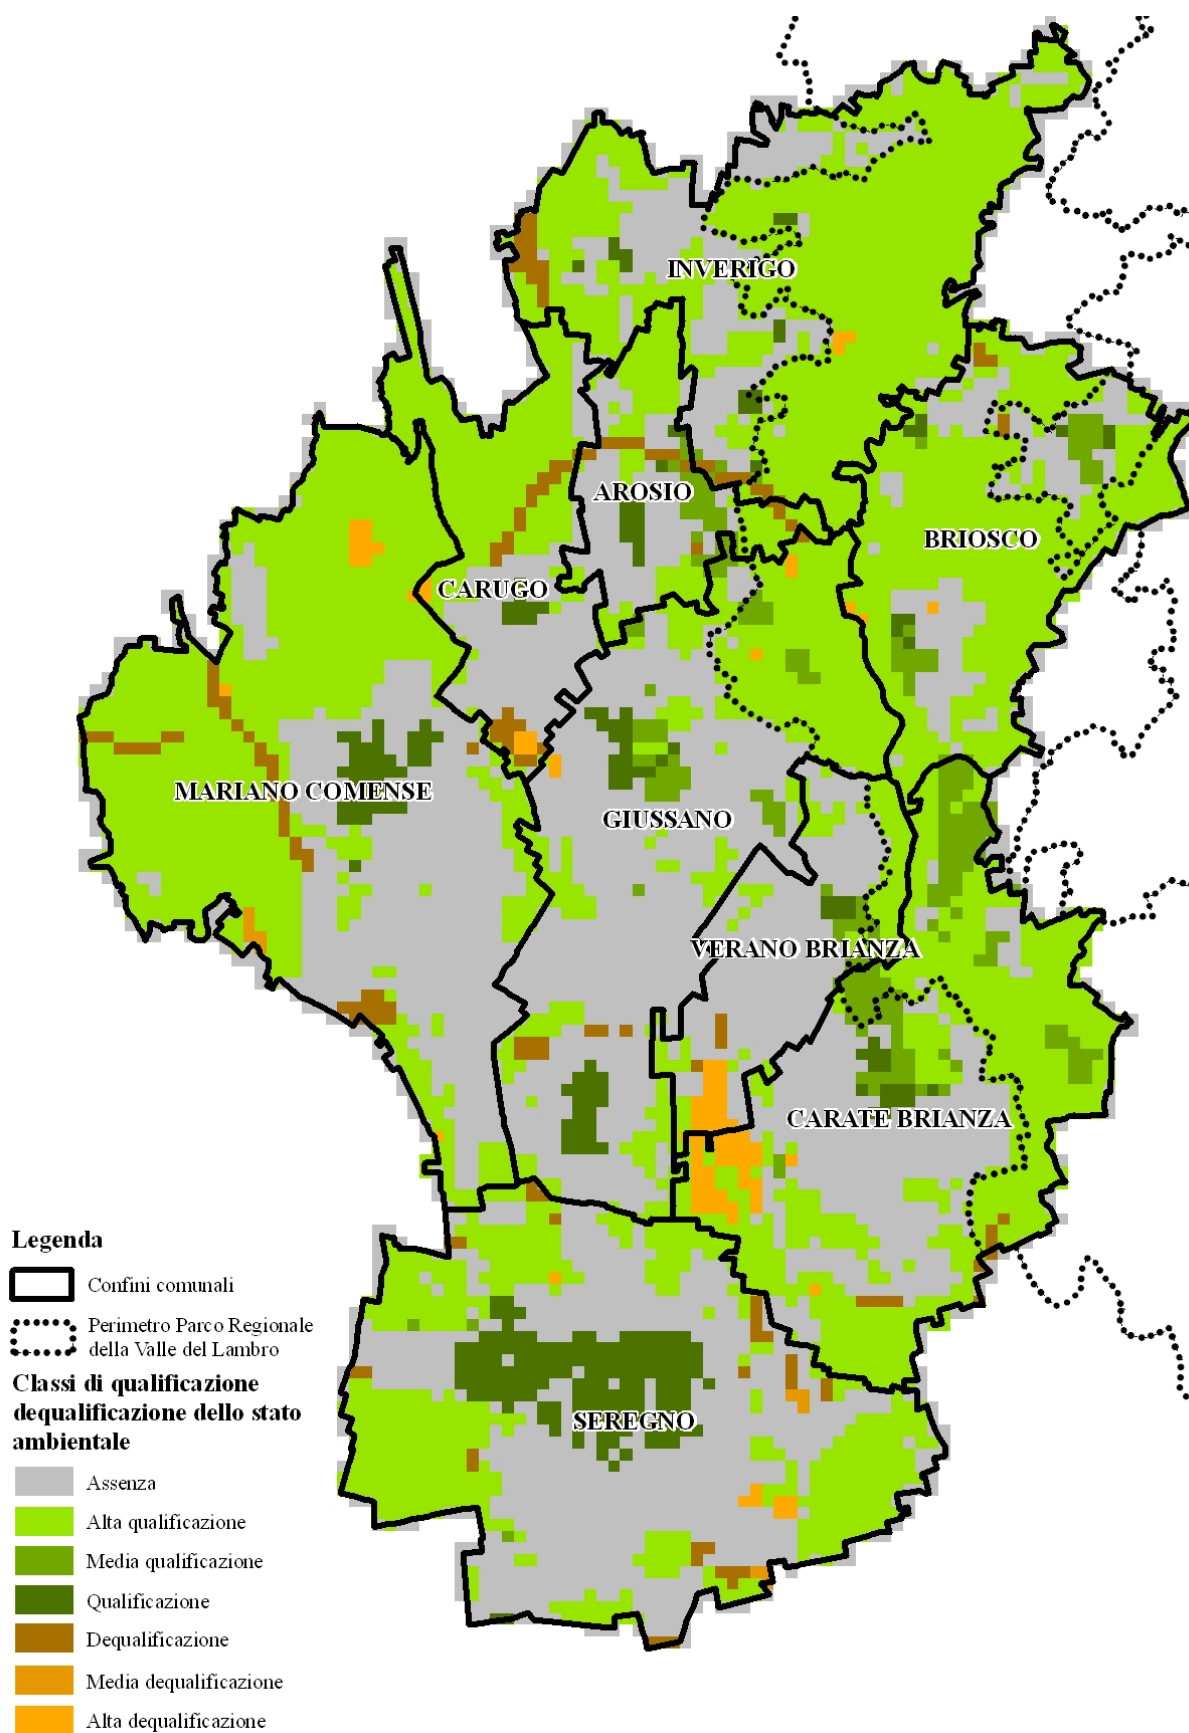 INVERIGO
AROSIO
BRIOSCO
CARUGO
MARIANO COMENSE
GIUSSANO
VERANO BRIANZA
CARATE BRIANZA
SEREGNO
Legenda
Confini comunali
Perimetro Parco Regionale
della Valle del Lambro
Classi di qualificazione
dequalificazione dello stato
ambientale
Assenza
Alta qualificazione
Media qualificazione
Qualificazione
Dequalificazione
Media dequalificazione
Alta dequalificazione